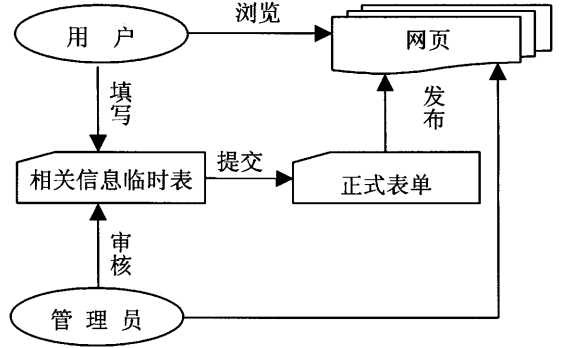 用 户
浏览
网页
填写
发布
相关信息临时表
提交
正式表单
审核
管 理 员